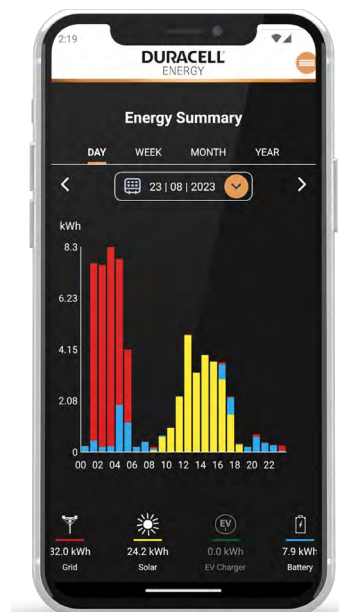 2:19
DURACELL
ENERGY
Energy Summary
DAY WEEK MONTH YEAR
23 | 08 | 2023
kWh
8.3
6.23
4.15
2.08
0
00 02 04 06 08 10 12 14 16 18 20 22
EV
32.0 kWh 24.2 kWh 0.0 kWh 7.9 kWh
Grid Solar EV Charger Battery